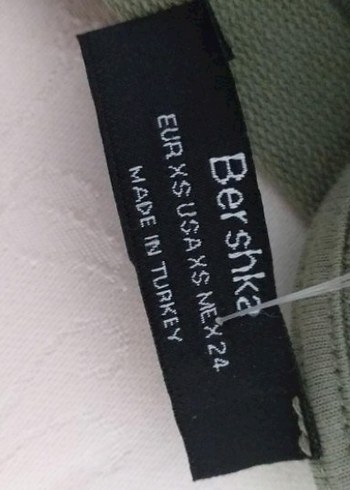 Bershka
EUR XS USA XS MEX 24
MADE IN TURKEY